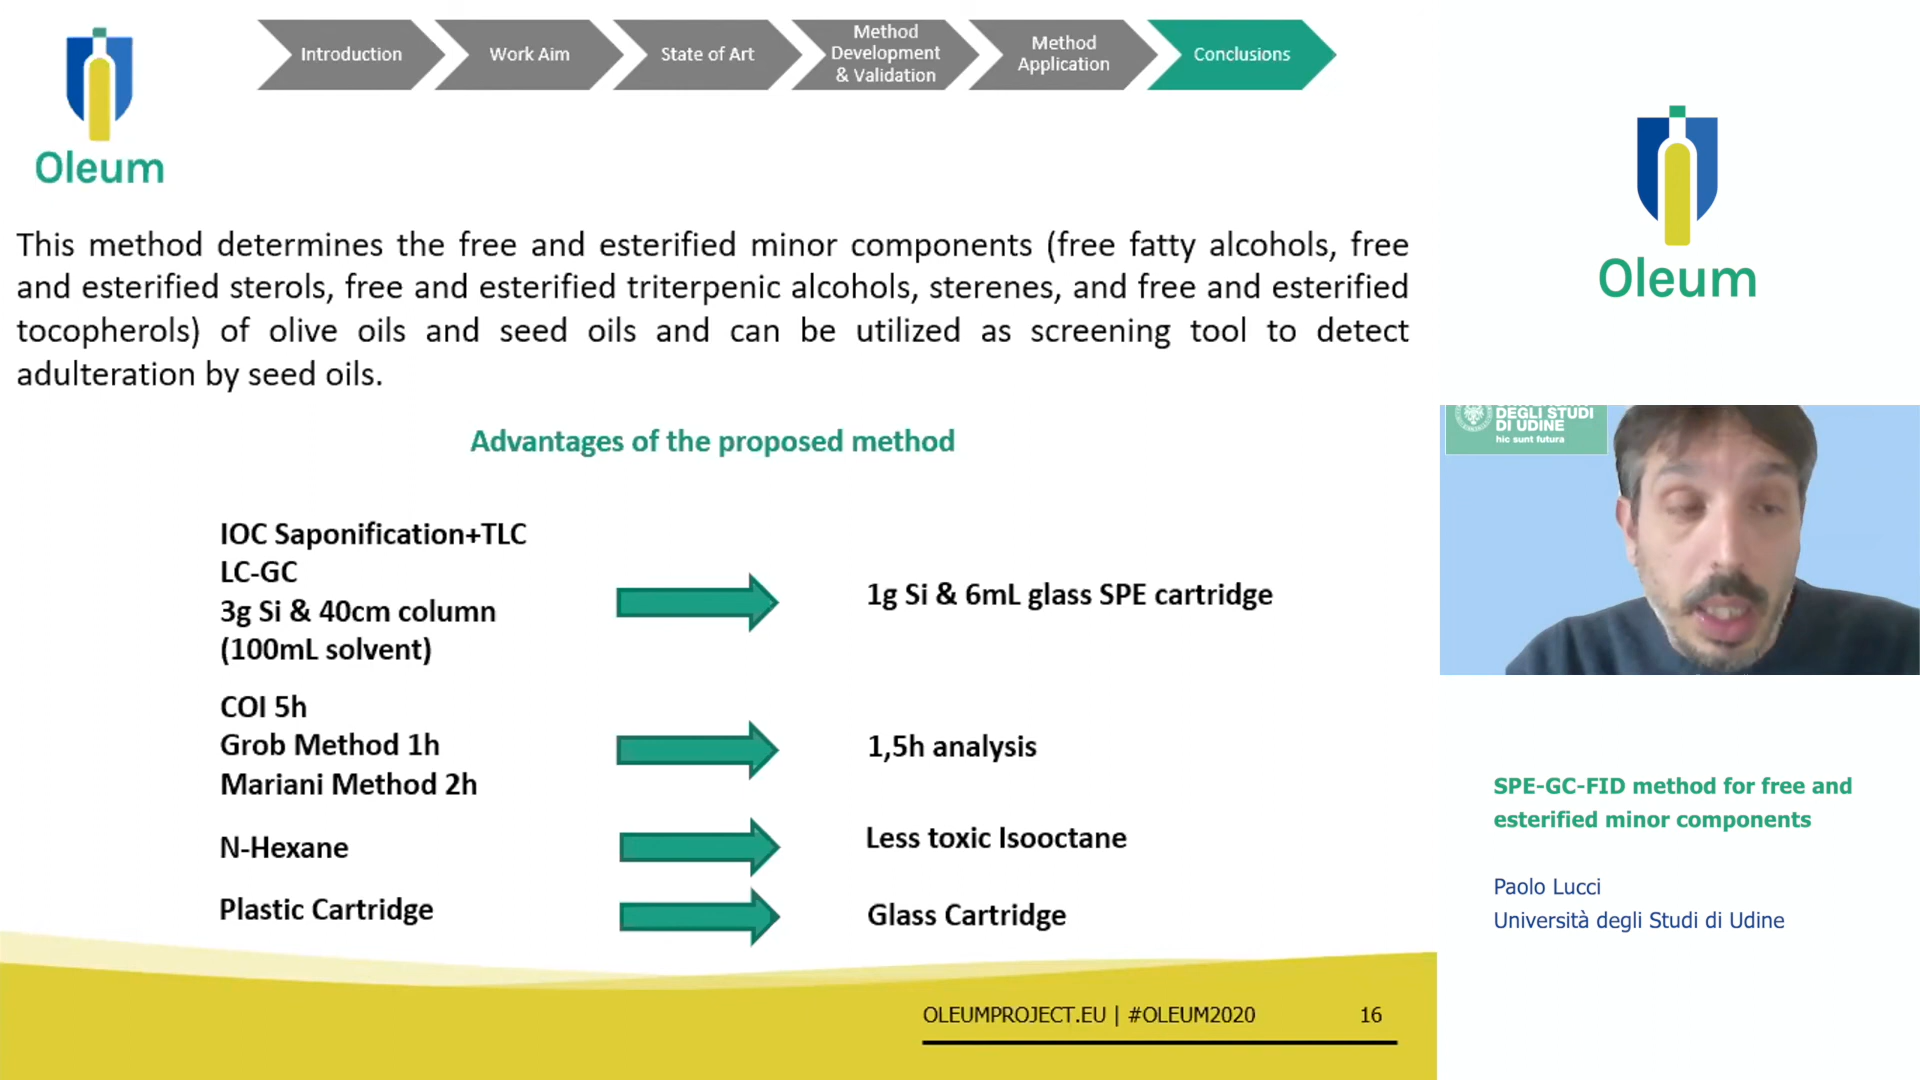 Introduction
Work Aim
State of Art
Method
Development
& Validation
Method
Application
Conclusions
Oleum
This method determines the free and esterified minor components (free fatty alcohols, free
and esterified sterols, free and esterified triterpenic alcohols, sterenes, and free and esterified
tocopherols) of olive oils and seed oils and can be utilized as screening tool to detect
adulteration by seed oils.
Advantages of the proposed method
IOC Saponification+TLC
LC-GC
3g Si & 40cm column
(100mL solvent)
1g Si & 6mL glass SPE cartridge
COI 5h
Grob Method 1h
Mariani Method 2h
1,5h analysis
N-Hexane
Less toxic Isooctane
Plastic Cartridge
Glass Cartridge
OLEUMPROJECT.EU | #OLEUM2020
16
Oleum
DEGLI STUDI
DI UDINE
hic sunt futura
SPE-GC-FID method for free and
esterified minor components
Paolo Lucci
Università degli Studi di Udine